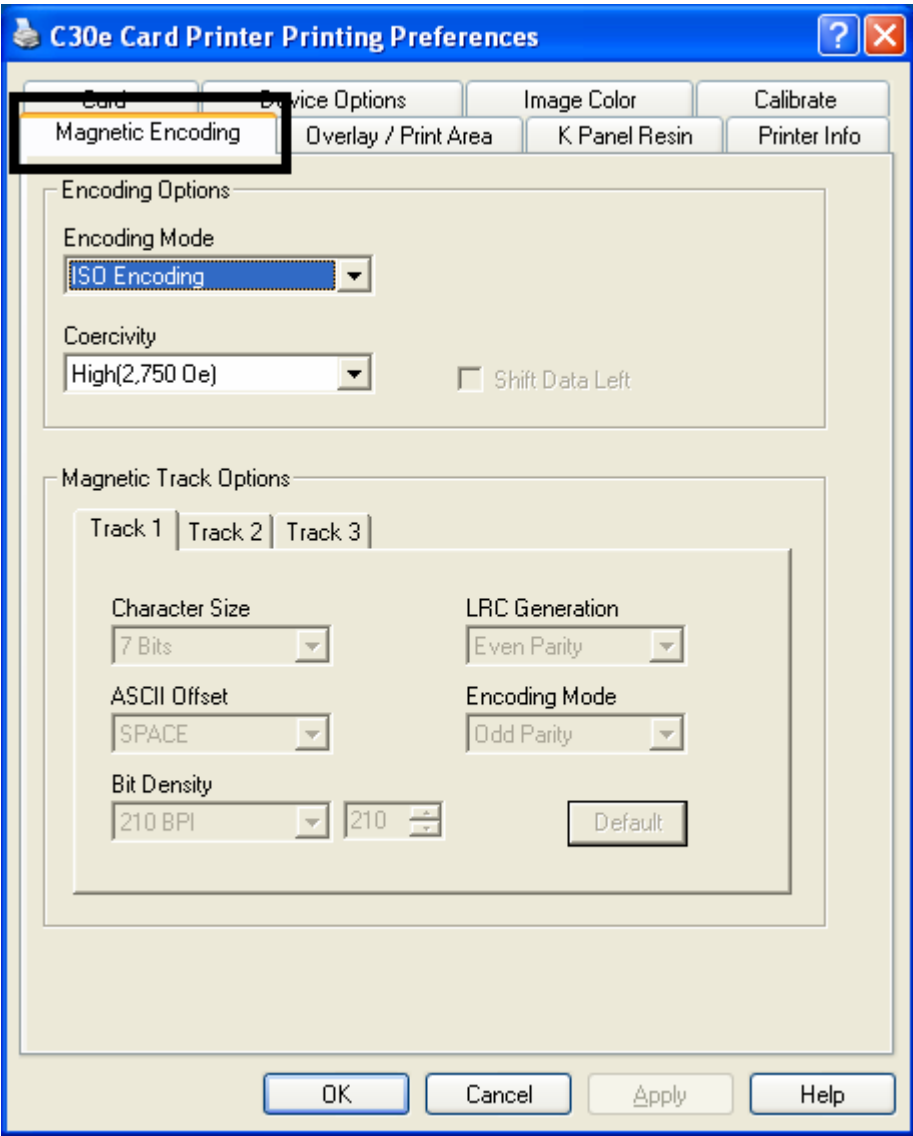 C30e Card Printer Printing Preferences
Card Device Options Image Color Calibrate
Magnetic Encoding Overlay / Print Area K Panel Resin Printer Info
Encoding Options
Encoding Mode
ISO Encoding
Coercivity
High(2,750 Oe) Shift Data Left
Magnetic Track Options
Track 1 Track 2 Track 3
Character Size LRC Generation
7 Bits Even Parity
ASCII Offset Encoding Mode
SPACE Odd Parity
Bit Density
210 BPI 210 Default
OK Cancel Apply Help